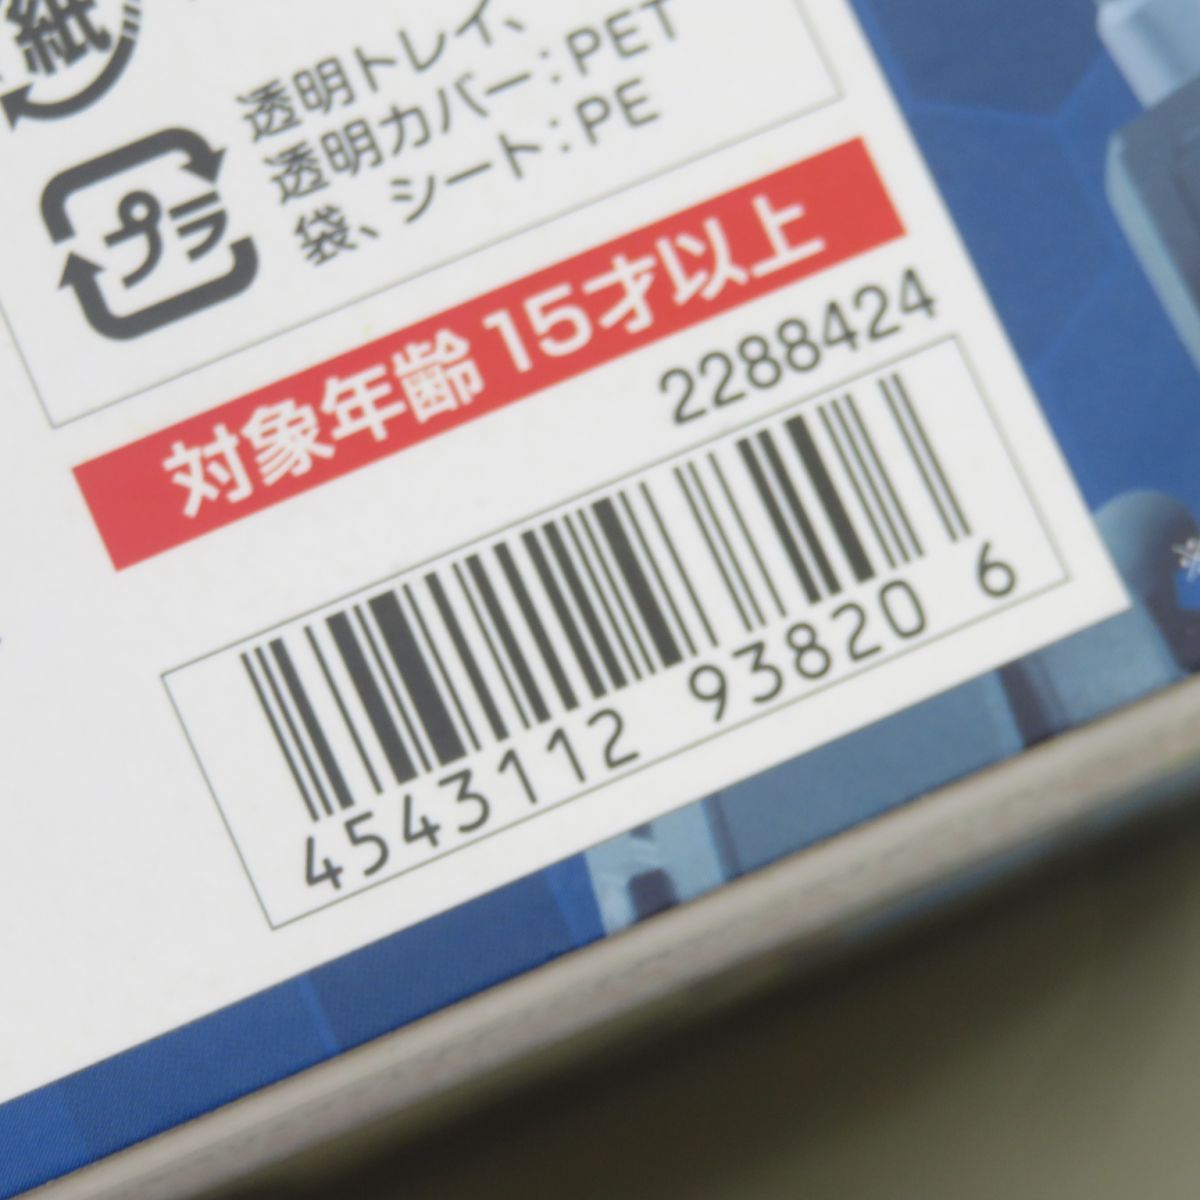 紙
プラ
透明トレイ、
透明カバー:PET
袋、シート:PE
対象年齢 15才以上
2288424
4543112 93820 6
※